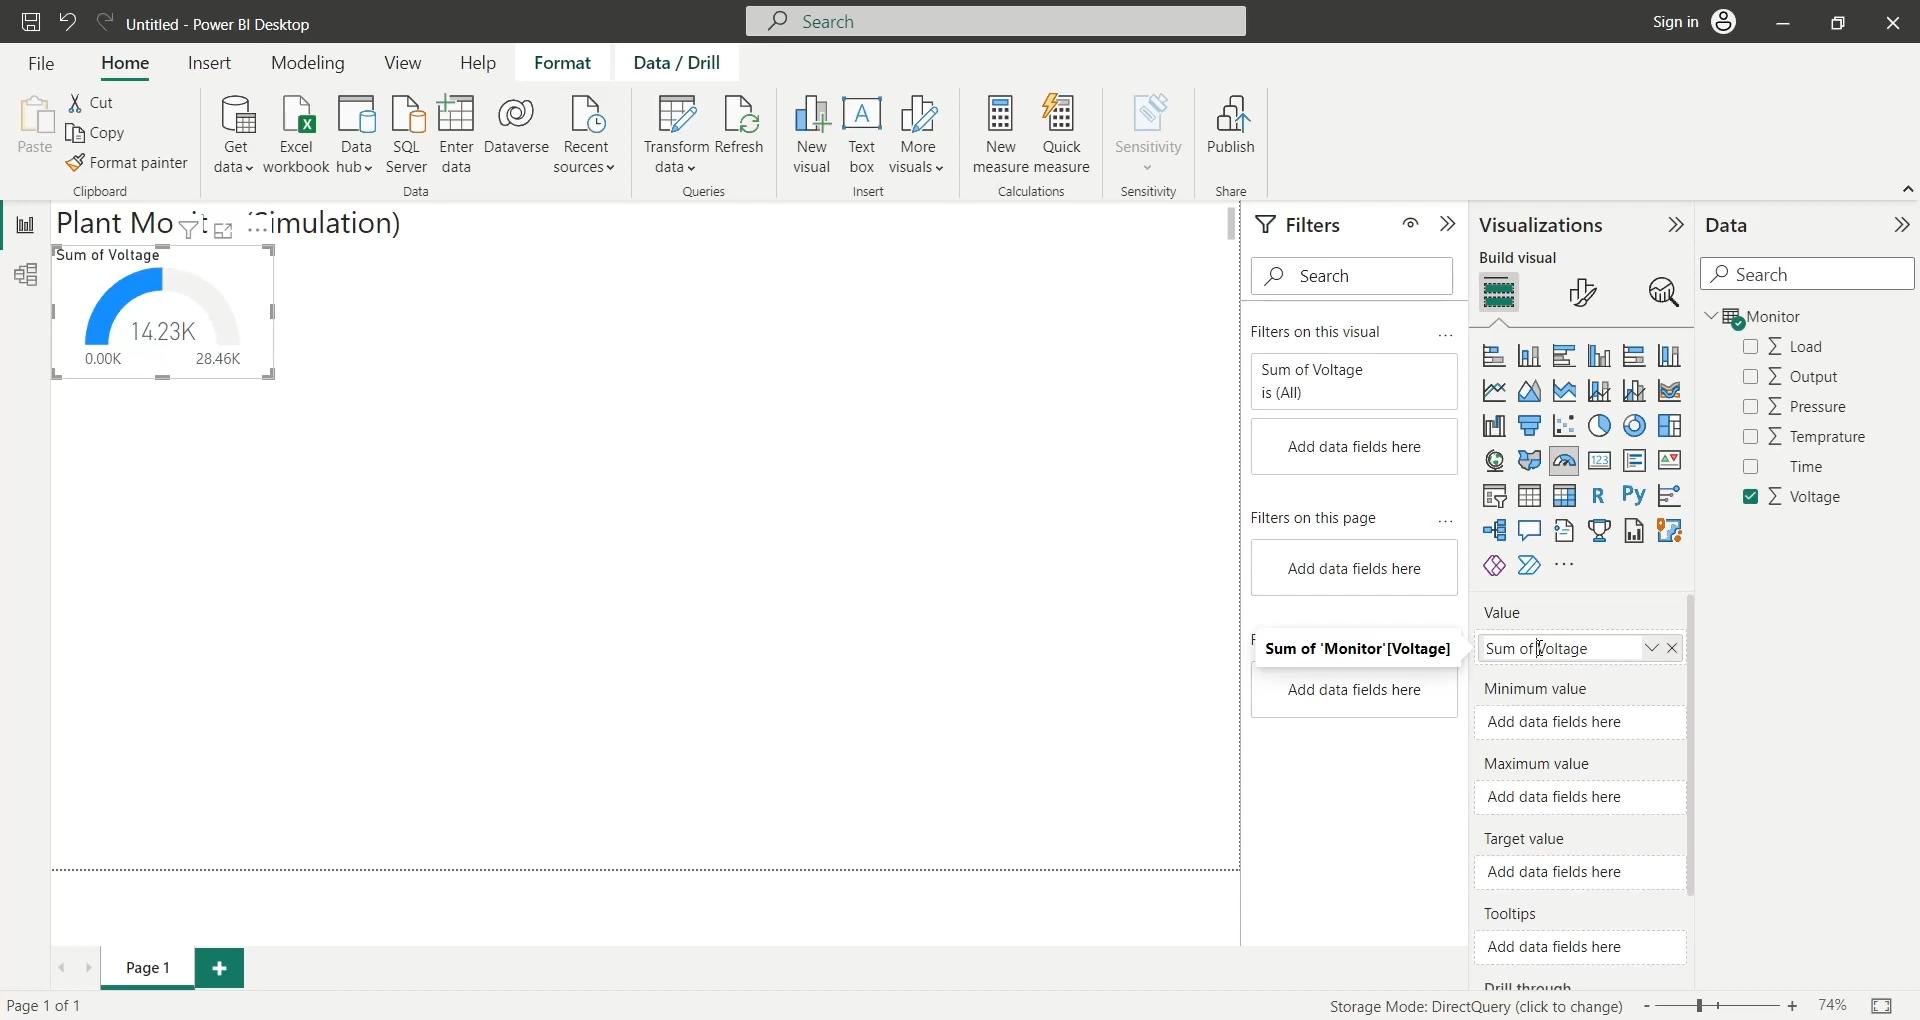 Untitled - Power BI Desktop
Search
Sign in
File
Home
Insert
Modeling
View
Help
Format
Data / Drill
Paste
Cut
Copy
Format painter
Clipboard
Get
data
Excel
workbook
Data
hub
SQL
Server
Enter
data
Dataverse
Recent
sources
Data
Transform
data
Refresh
Queries
New
visual
Text
box
More
visuals
Insert
New
measure
Quick
measure
Calculations
Sensitivity
Sensitivity
Publish
Share
Sum of Voltage
14.23K
0.00K
28.46K
Filters
Search
Filters on this visual
...
Sum of Voltage
is (All)
Add data fields here
Filters on this page
...
Add data fields here
Sum of 'Monitor'[Voltage]
Add data fields here
Visualizations
Build visual
123
R
Py
...
Value
Sum of Voltage
Minimum value
Add data fields here
Maximum value
Add data fields here
Target value
Add data fields here
Tooltips
Add data fields here
Drill through
Data
Search
Monitor
Load
Output
Pressure
Temprature
Time
Voltage
Page 1
Page 1 of 1
Storage Mode: DirectQuery (click to change)
- + 74%